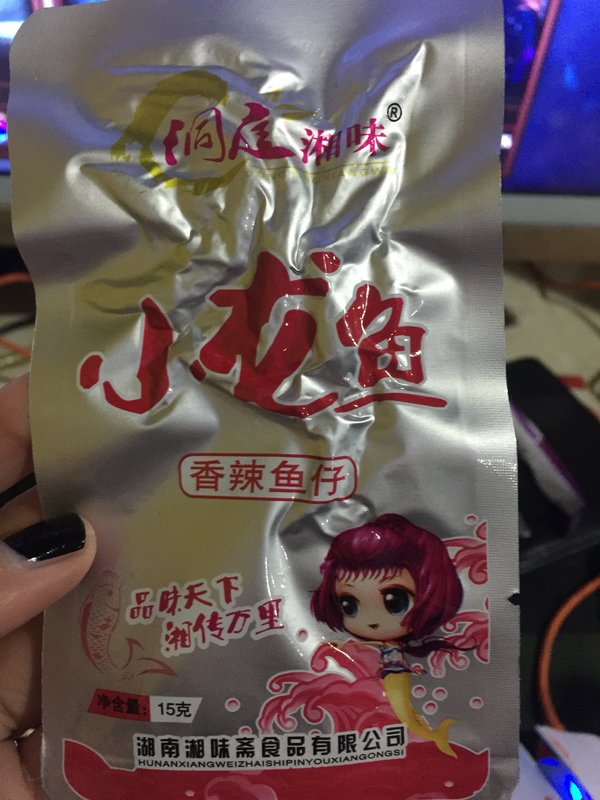 洞庭湘味®
小龙鱼
香辣鱼仔
品味天下
湘传万里
净含量: 15克
湖南湘味斋食品有限公司
HUNANXIANGWEIZHAISHIPINYOUXIANGONGSI